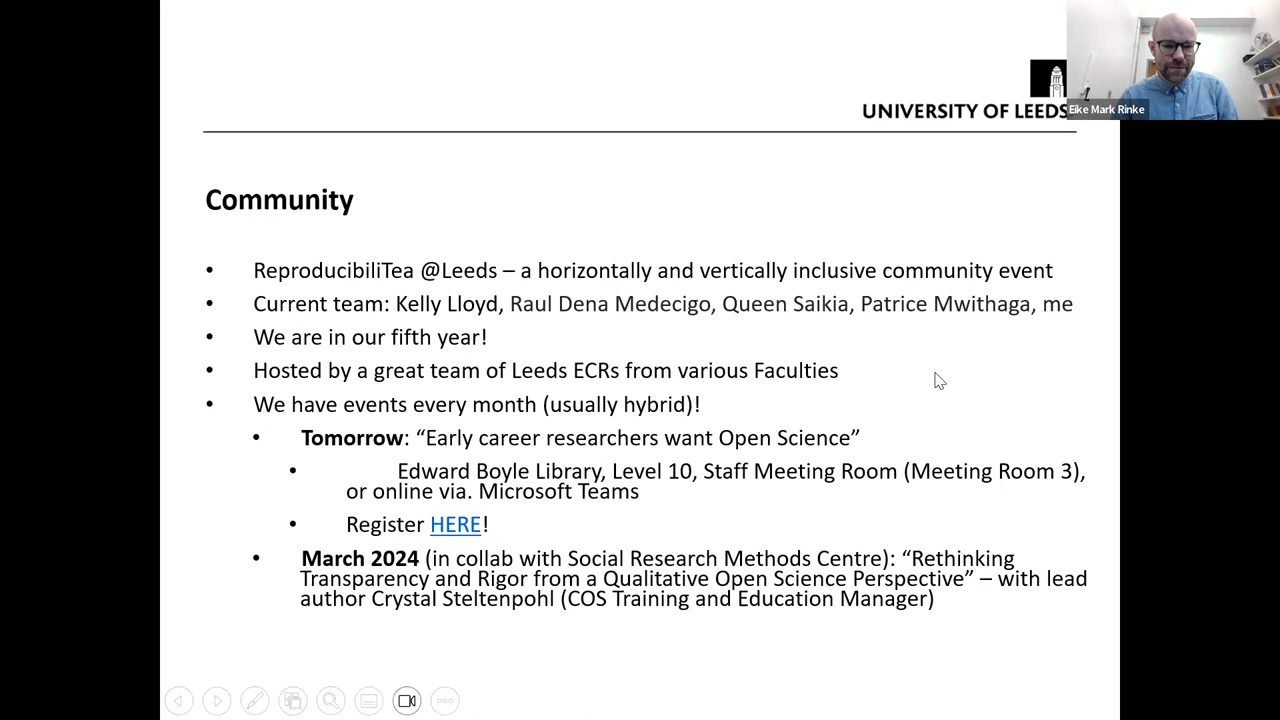 UNIVERSITY OF LEEDS
Eike Mark Rinke
Community
• ReproducibiliTea @Leeds – a horizontally and vertically inclusive community event
• Current team: Kelly Lloyd, Raul Dena Medecigo, Queen Saikia, Patrice Mwithaga, me
• We are in our fifth year!
• Hosted by a great team of Leeds ECRs from various Faculties
• We have events every month (usually hybrid)!
• Tomorrow: “Early career researchers want Open Science”
• Edward Boyle Library, Level 10, Staff Meeting Room (Meeting Room 3),
or online via. Microsoft Teams
• Register HERE!
• March 2024 (in collab with Social Research Methods Centre): “Rethinking
Transparency and Rigor from a Qualitative Open Science Perspective” – with lead
author Crystal Steltenpohl (COS Training and Education Manager)